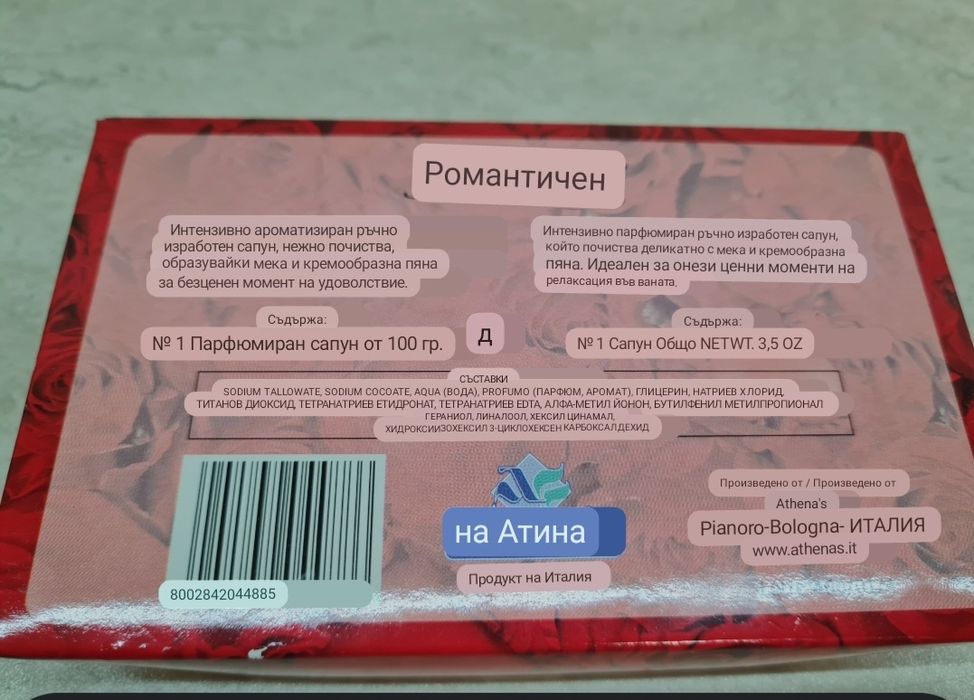 Романтичен
Интензивно ароматизиран ръчно
изработен сапун, нежно почиства,
образувайки мека и кремообразна пяна
за безценен момент на удоволствие.
Интензивно парфюмиран ръчно изработен сапун,
който почиства деликатно с мека и кремообразна
пяна. Идеален за онези ценни моменти на
релаксация във ваната.
Съдържа:
№ 1 Парфюмиран сапун от 100 гр.
Д
Съдържа:
№ 1 Сапун Общо NETWT. 3,5 OZ
СЪСТАВКИ
SODIUM TALLOWATE, SODIUM COCOATE, AQUA (ВОДА), PROFUMO (ПАРФЮМ, АРОМАТ), ГЛИЦЕРИН, НАТРИЕВ ХЛОРИД,
ТИТАНОВ ДИОКСИД, ТЕТРАНАТРИЕВ ЕТИДРОНАТ, ТЕТРАНАТРИЕВ EDTA, АЛФА-МЕТИЛ ЙОНОН, БУТИЛФЕНИЛ МЕТИЛПРОПИОНАЛ
ГЕРАНИОЛ, ЛИНАЛООЛ, ХЕКСИЛ ЦИНАМАЛ,
ХИДРОКСИИЗОХЕКСИЛ 3-ЦИКЛОХЕКСЕН КАРБОКСАЛДЕХИД
8002842044885
на Атина
Продукт на Италия
Произведено от / Произведено от
Athena's
Pianoro-Bologna- ИТАЛИЯ
www.athenas.it